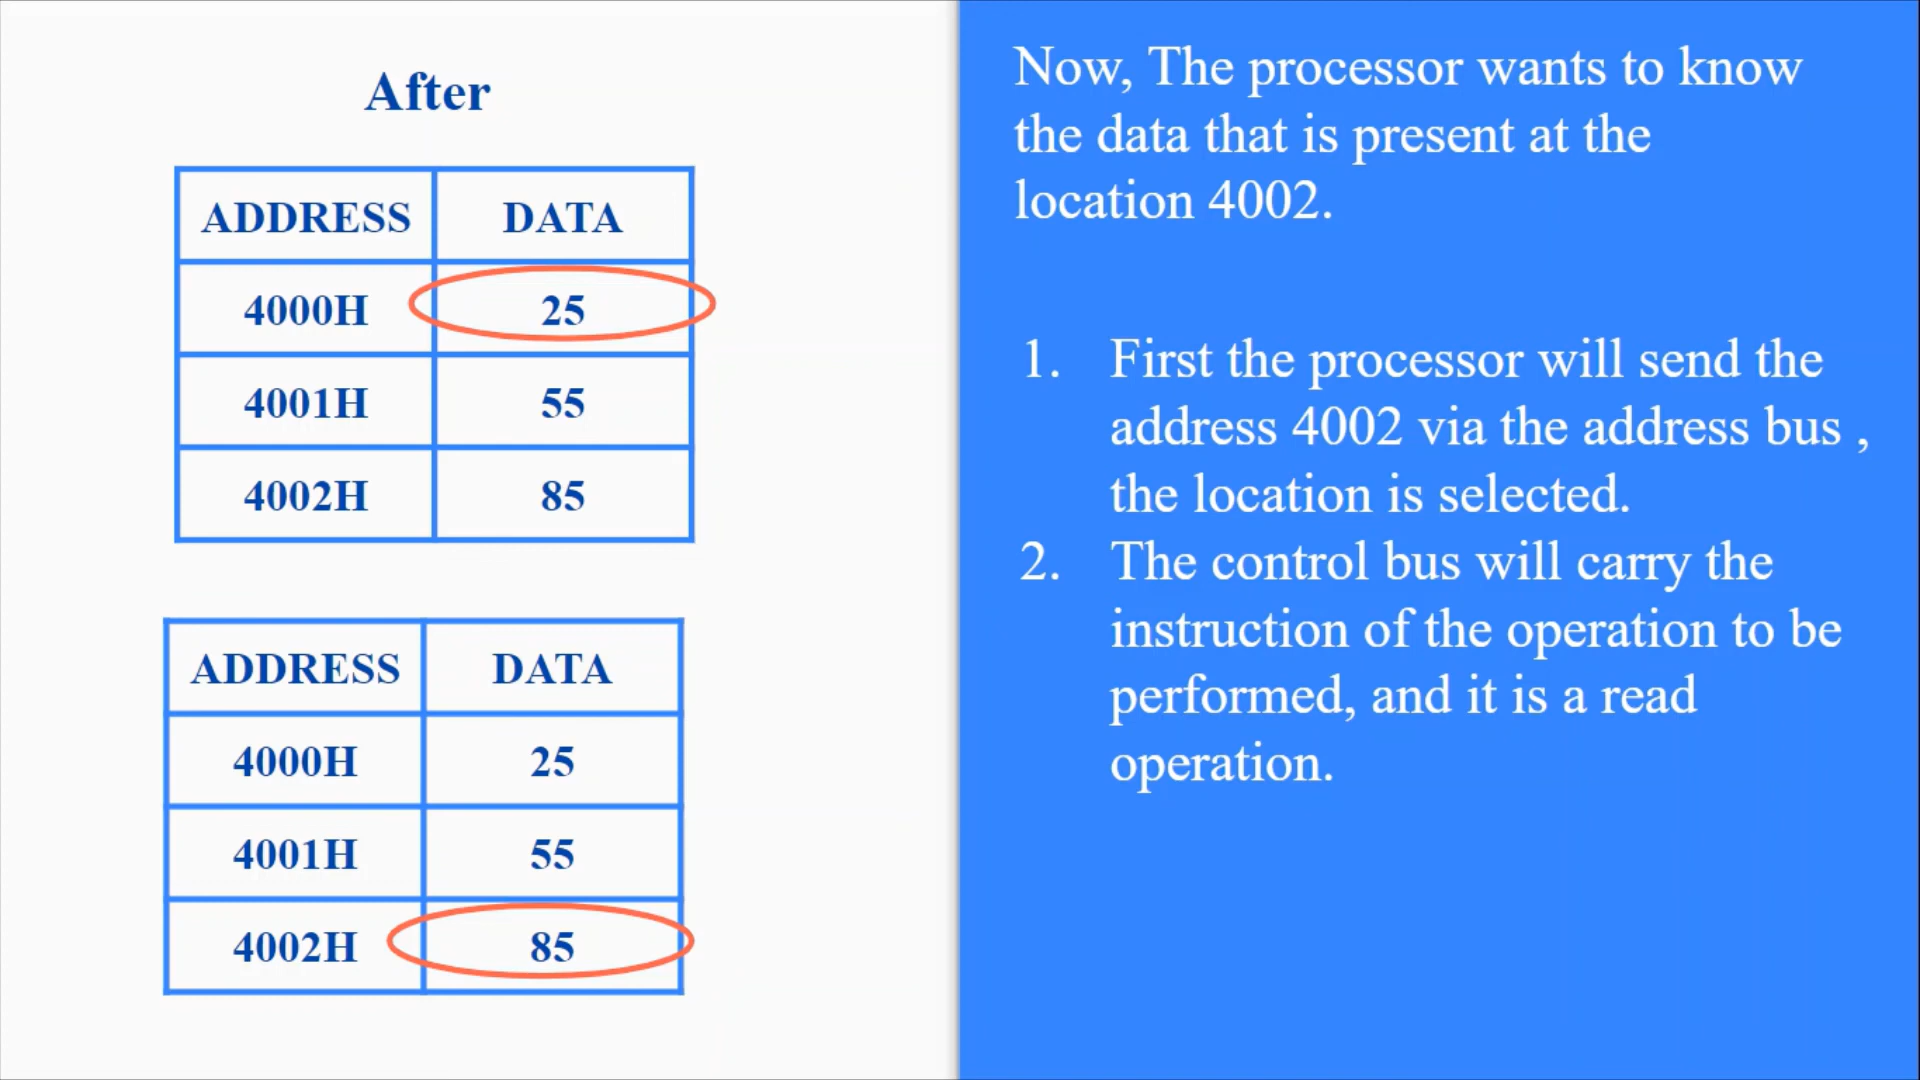 After
ADDRESS DATA
4000H 25
4001H 55
4002H 85
ADDRESS DATA
4000H 25
4001H 55
4002H 85
Now, The processor wants to know
the data that is present at the
location 4002.
1. First the processor will send the
address 4002 via the address bus ,
the location is selected.
2. The control bus will carry the
instruction of the operation to be
performed, and it is a read
operation.